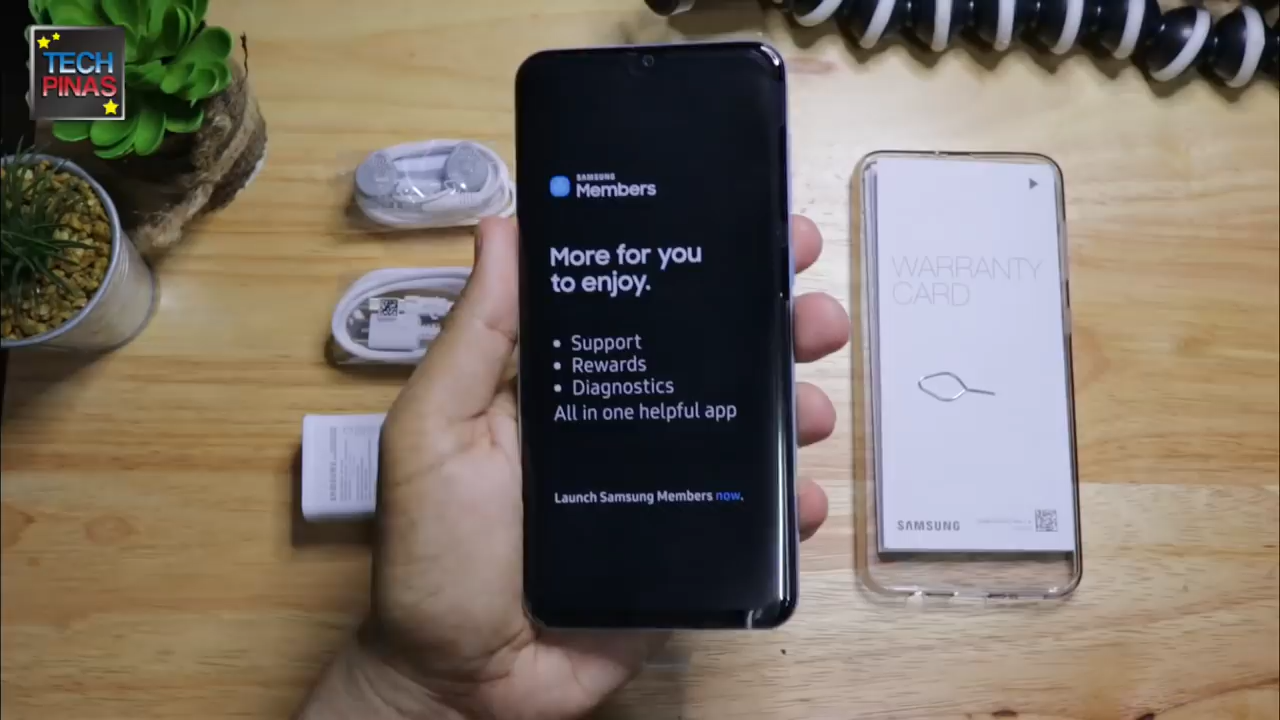 TECH
PINAS
SAMSUNG
Members
More for you
to enjoy.
• Support
• Rewards
• Diagnostics
All in one helpful app
Launch Samsung Members now.
WARRANTY
CARD
SAMSUNG
SAMSUNG